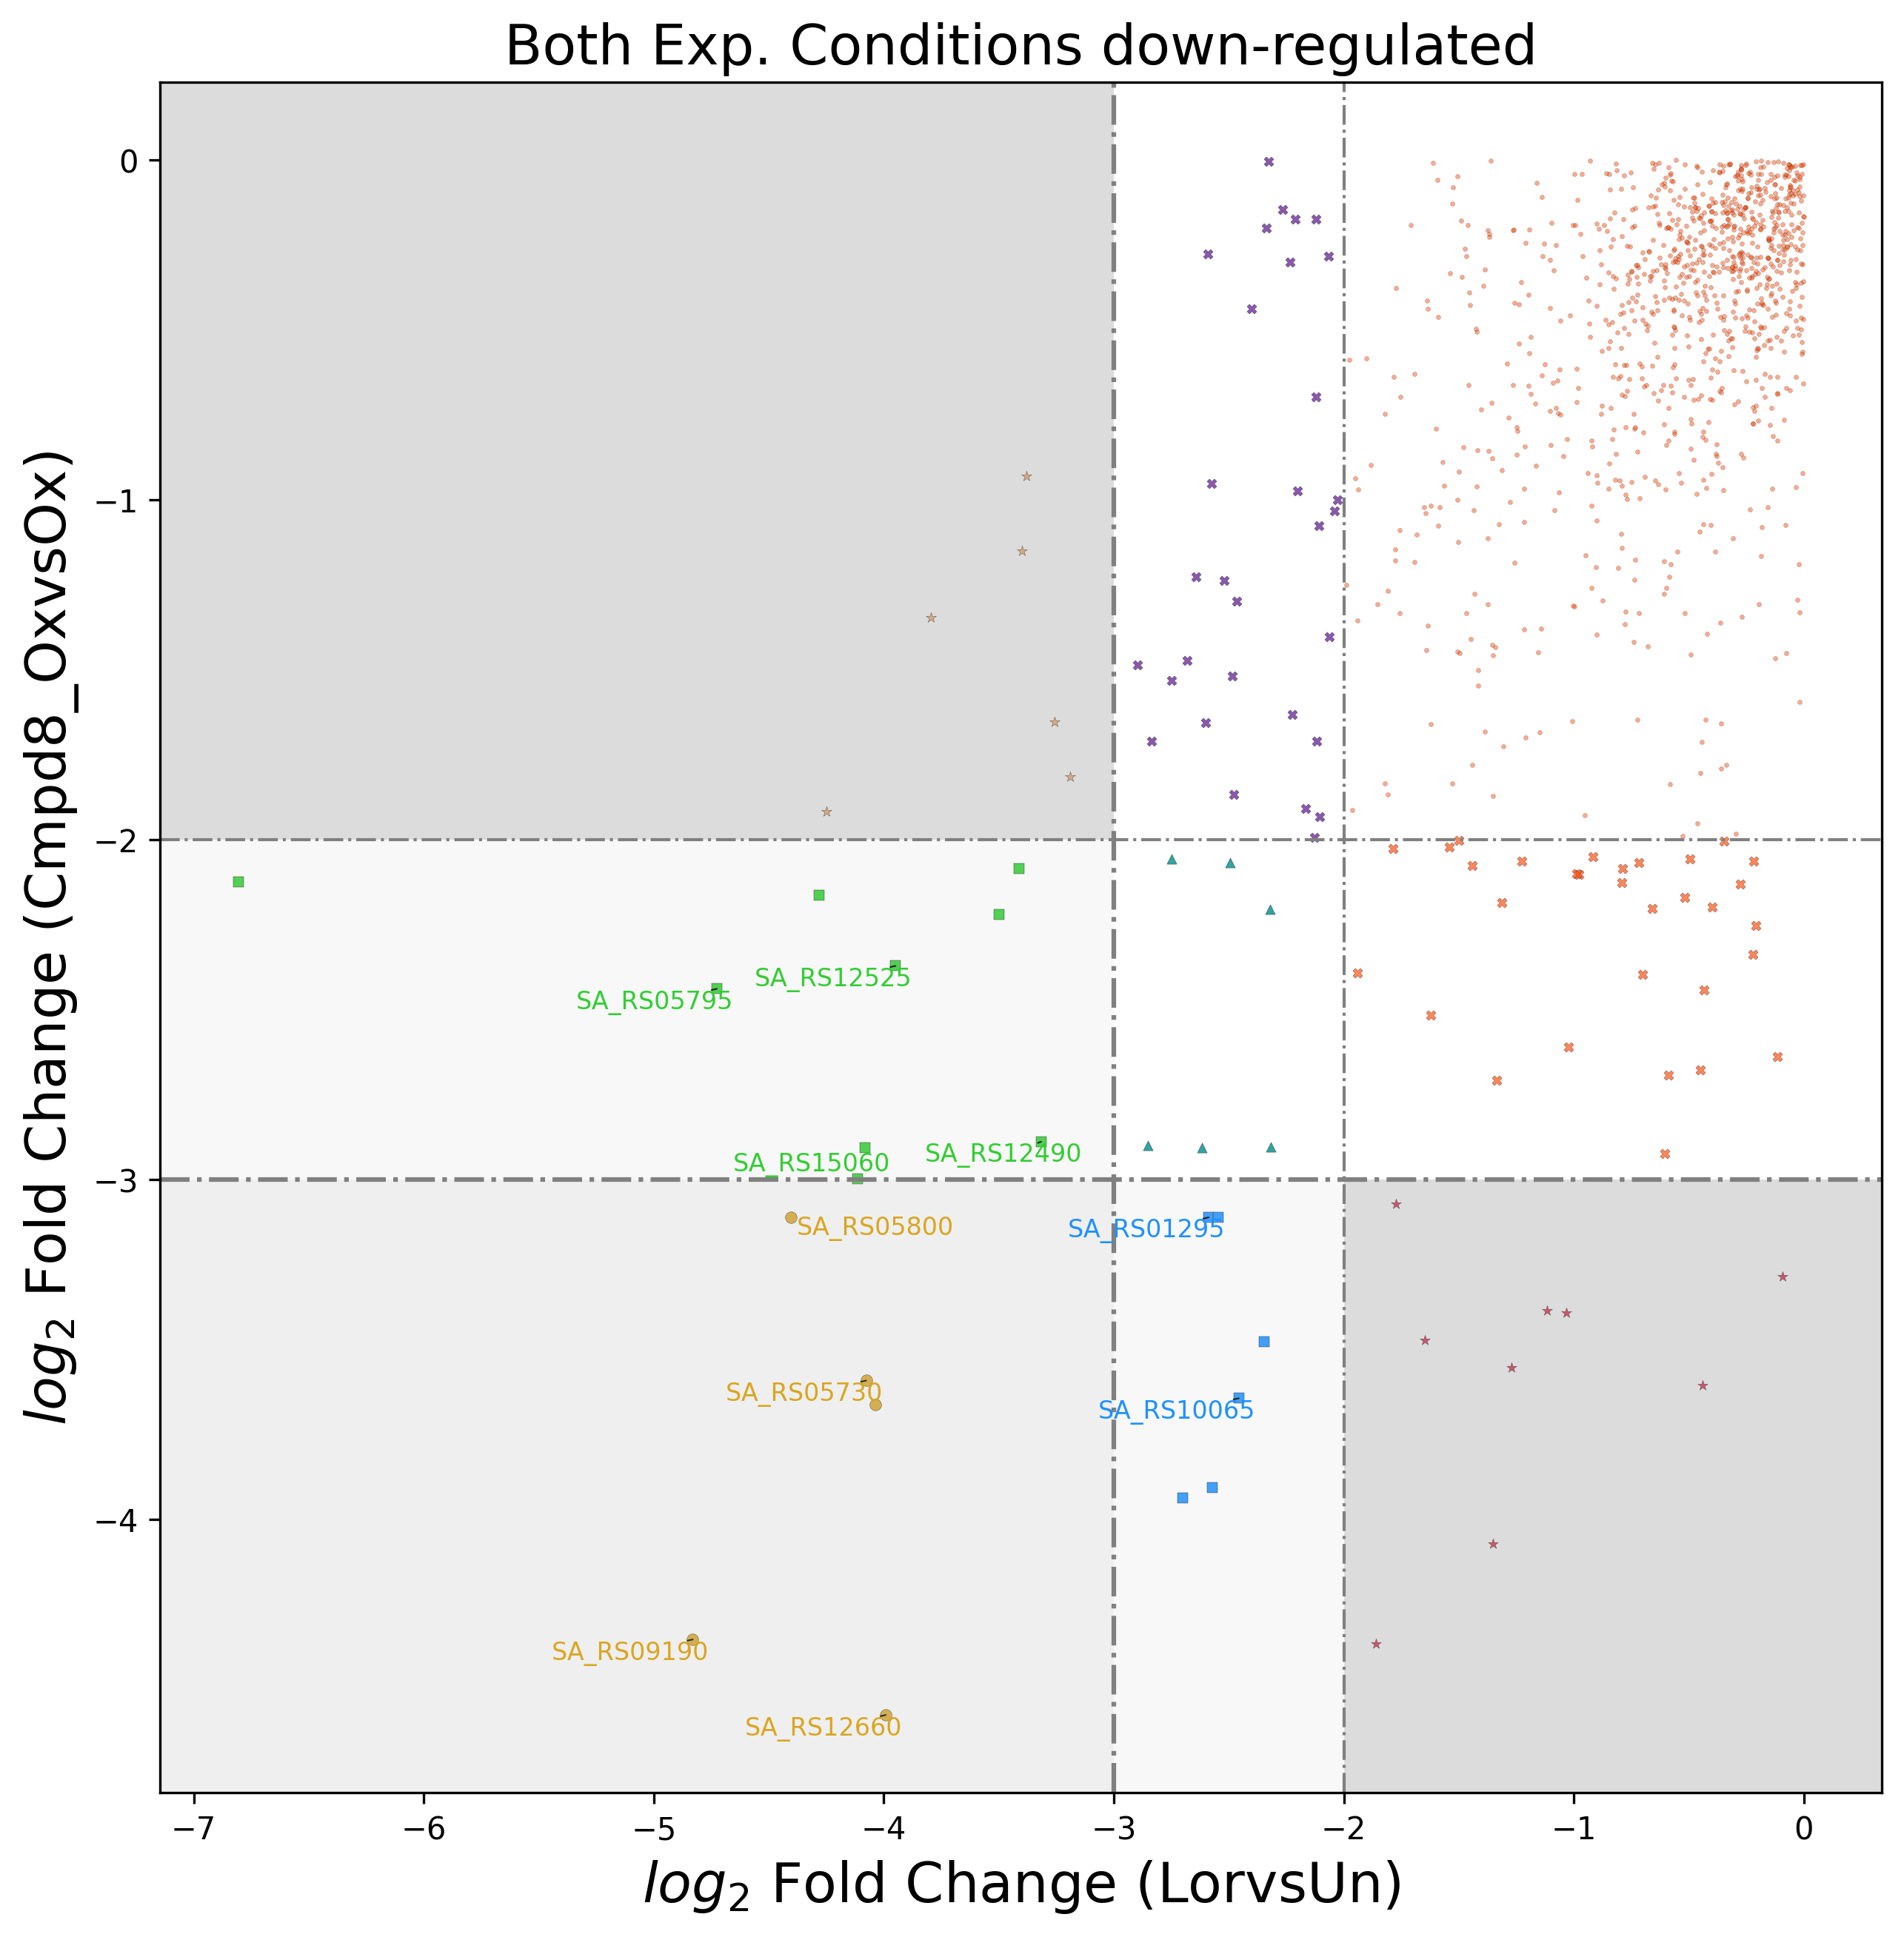 Both Exp. Conditions down-regulated
log2 Fold Change (Cmpd8_OxvsOx)
0
−1
−2
−3
−4
SA_RS12525
SA_RS05795
SA_RS12490
SA_RS15060
SA_RS05800
SA_RS01295
SA_RS05730
SA_RS10065
SA_RS09190
SA_RS12660
−7
−6
−5
−4
−3
−2
−1
0
log2 Fold Change (LorvsUn)